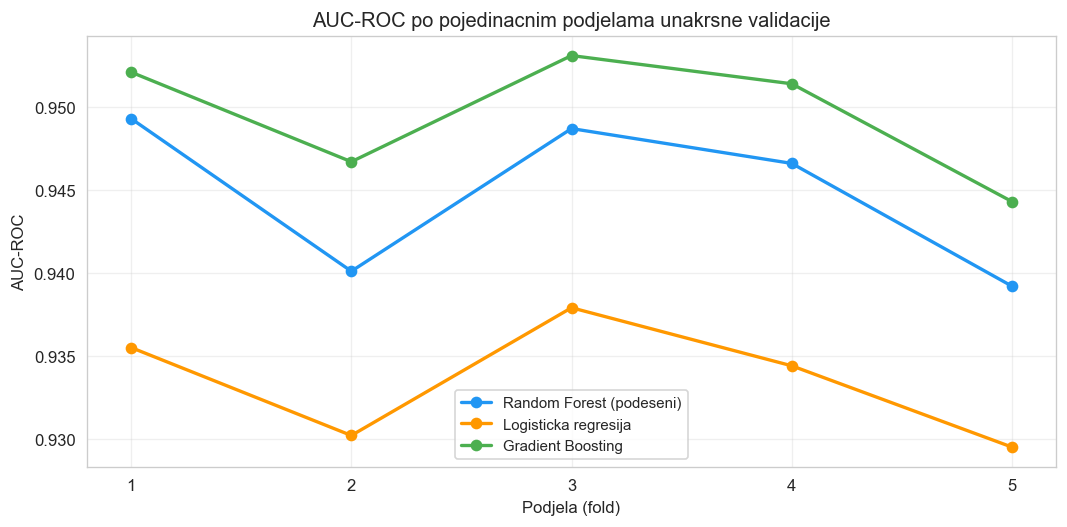 AUC-ROC po pojedinacnim podjelama unakrsne validacije
AUC-ROC
0.950
0.945
0.940
0.935
0.930
Random Forest (podeseni)
Logisticka regresija
Gradient Boosting
1 2 3 4 5
Podjela (fold)